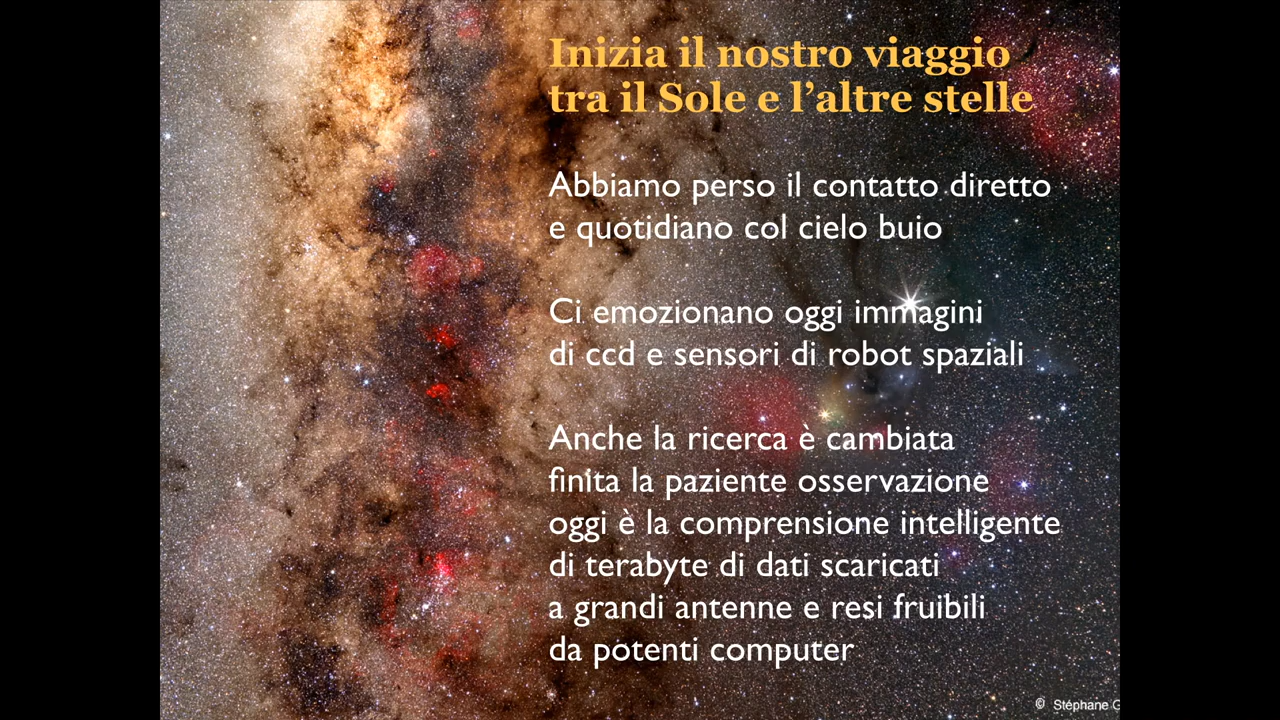 Inizia il nostro viaggio
tra il Sole e l’altre stelle
Abbiamo perso il contatto diretto
e quotidiano col cielo buio
Ci emozionano oggi immagini
di ccd e sensori di robot spaziali
Anche la ricerca è cambiata
finita la paziente osservazione
oggi è la comprensione intelligente
di terabyte di dati scaricati
a grandi antenne e resi fruibili
da potenti computer
© Stéphane G